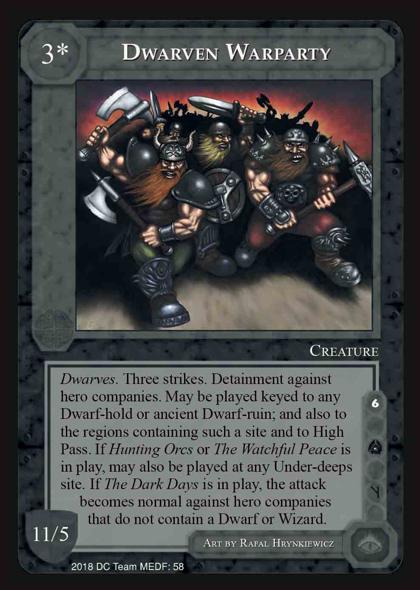 3*
DWARVEN WARPARTY
CREATURE
Dwarves. Three strikes. Detainment against
hero companies. May be played keyed to any
Dwarf-hold or ancient Dwarf-ruin; and also to
the regions containing such a site and to High
Pass. If Hunting Orcs or The Watchful Peace is
in play, may also be played at any Under-deeps
site. If The Dark Days is in play, the attack
becomes normal against hero companies
that do not contain a Dwarf or Wizard.
6
11/5
ART BY RAFAL HRYNKIEWICZ
2018 DC Team MEDF: 58